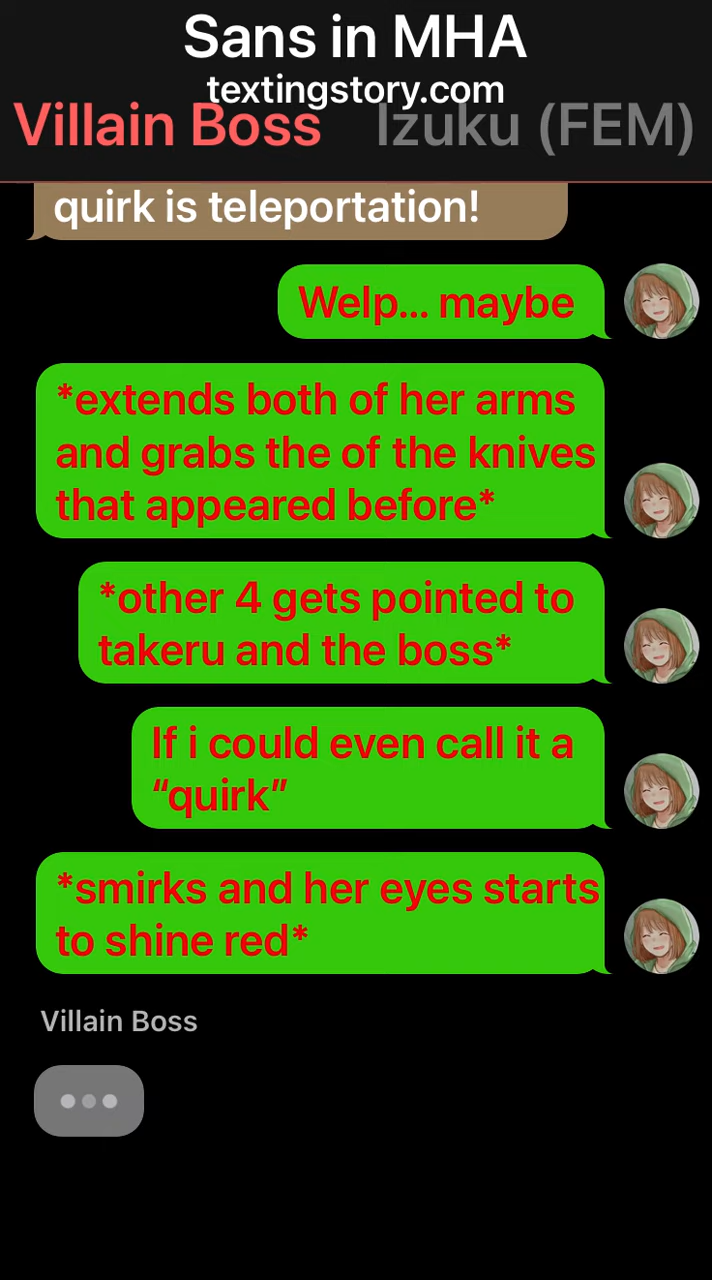 Sans in MHA
textingstory.com
Villain Boss Izuku (FEM)
quirk is teleportation!
Welp... maybe
*extends both of her arms
and grabs the of the knives
that appeared before*
*other 4 gets pointed to
takeru and the boss*
If i could even call it a
“quirk”
*smirks and her eyes starts
to shine red*
Villain Boss